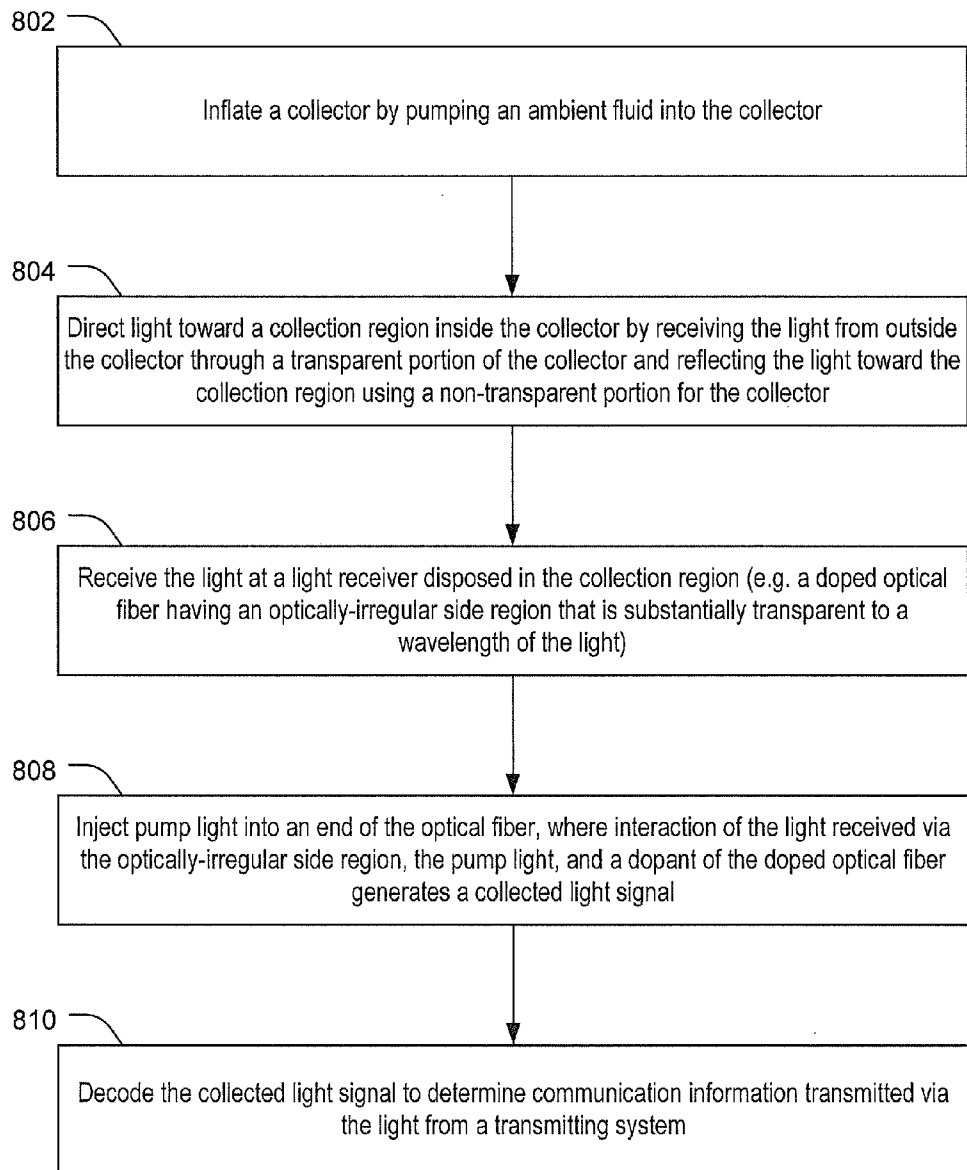 802
Inflate a collector by pumping an ambient fluid into the collector
804
Direct light toward a collection region inside the collector by receiving the light from outside
the collector through a transparent portion of the collector and reflecting the light toward the
collection region using a non-transparent portion for the collector
806
Receive the light at a light receiver disposed in the collection region (e.g. a doped optical
fiber having an optically-irregular side region that is substantially transparent to a
wavelength of the light)
808
Inject pump light into an end of the optical fiber, where interaction of the light received via
the optically-irregular side region, the pump light, and a dopant of the doped optical fiber
generates a collected light signal
810
Decode the collected light signal to determine communication information transmitted via
the light from a transmitting system